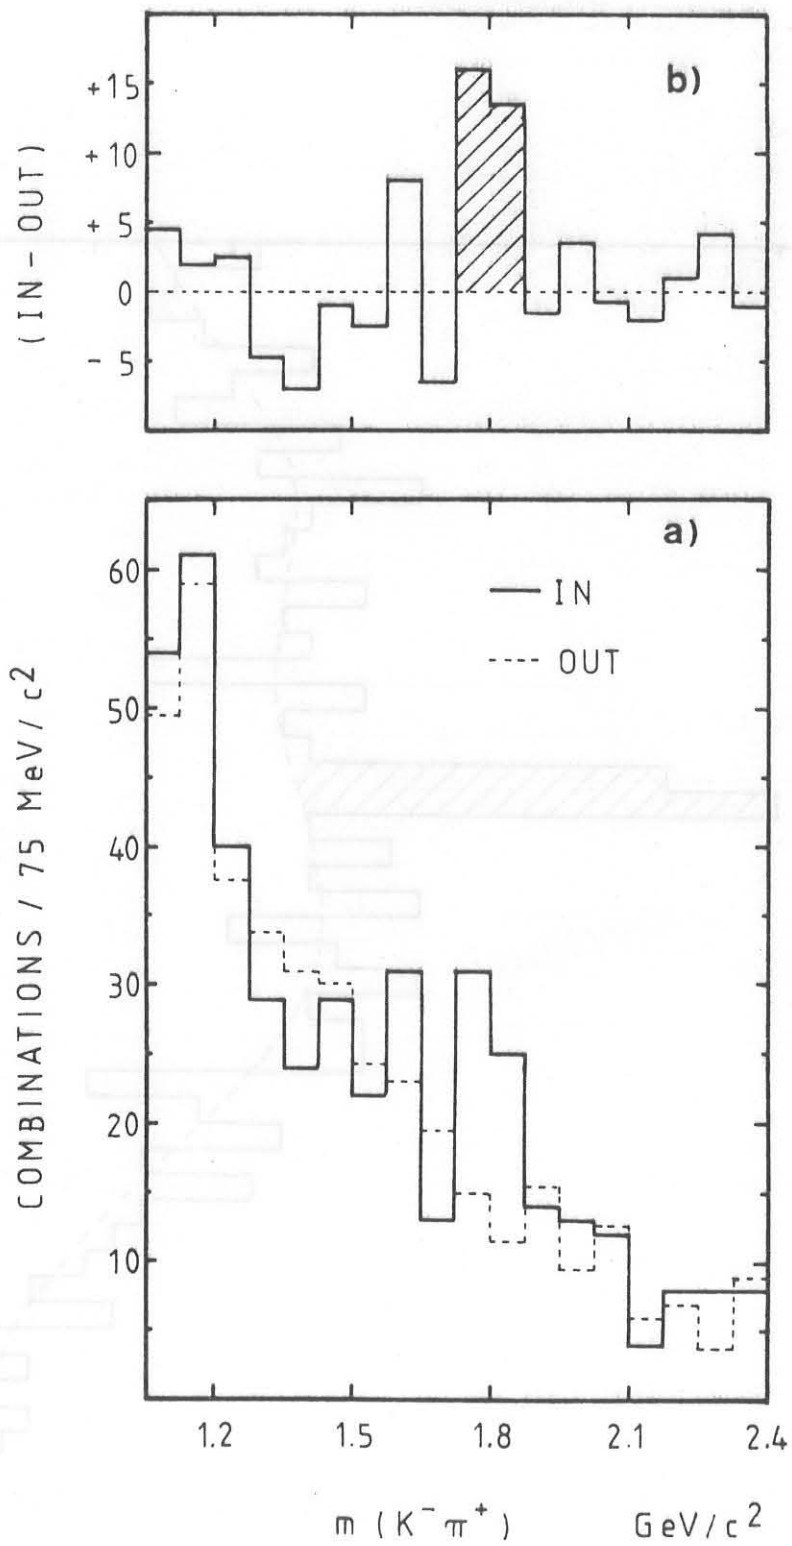 b)
+15
+10
+5
0
- 5
(IN-OUT)
a)
IN
OUT
60
50
40
30
20
10
COMBINATIONS / 75 MeV/c²
1.2 1.5 1.8 2.1 2.4
m (K⁻π⁺) GeV/c²